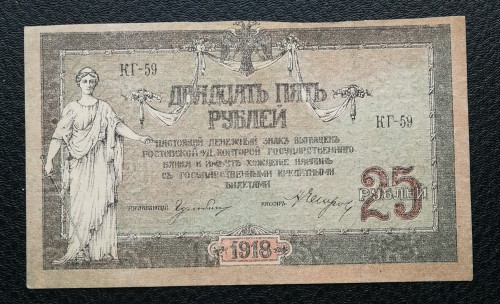 КГ-59
ДВАДЦАТЬ ПЯТЬ
РУБЛЕЙ
КГ-59
НАСТОЯЩІЙ ДЕНЕЖНЫЙ ЗНАКЪ ВЫПУЩЕНЪ
РОСТОВСКОЙ н/Д. КОНТОРОЙ ГОСУДАРСТВЕННАГО
БАНКА И ИМѢЕТЪ ХОЖДЕНІЕ НАРАВНѢ
СЪ ГОСУДАРСТВЕННЫМИ КРЕДИТНЫМИ
БИЛЕТАМИ
25
РУБЛЕЙ
УПРАВЛЯЮЩІЙ
КАССИРЪ
1918